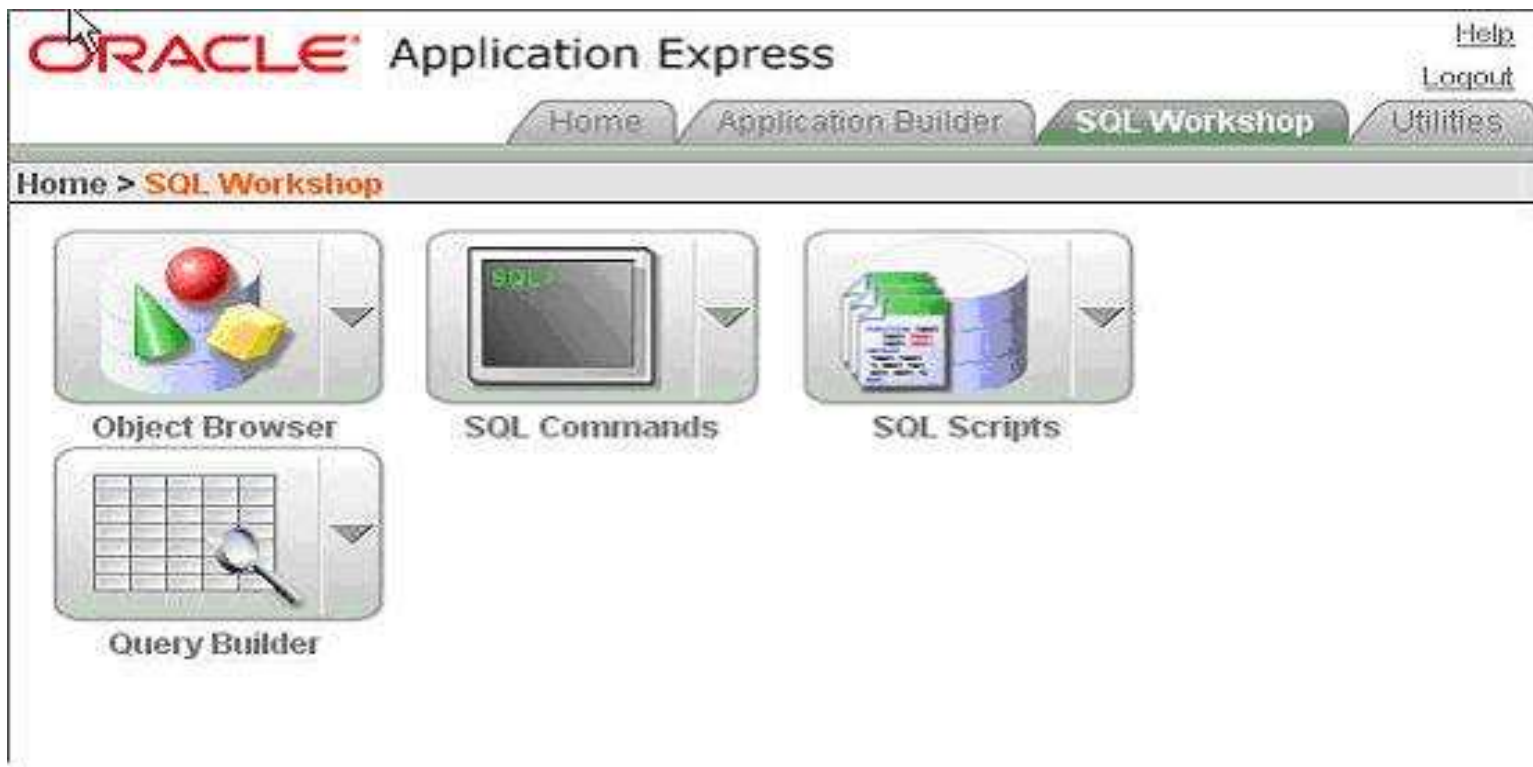 ORACLE Application Express
Help
Logout
Home Application Builder SQL Workshop Utilities
Home > SQL Workshop
SQL>
Object Browser SQL Commands SQL Scripts
Query Builder